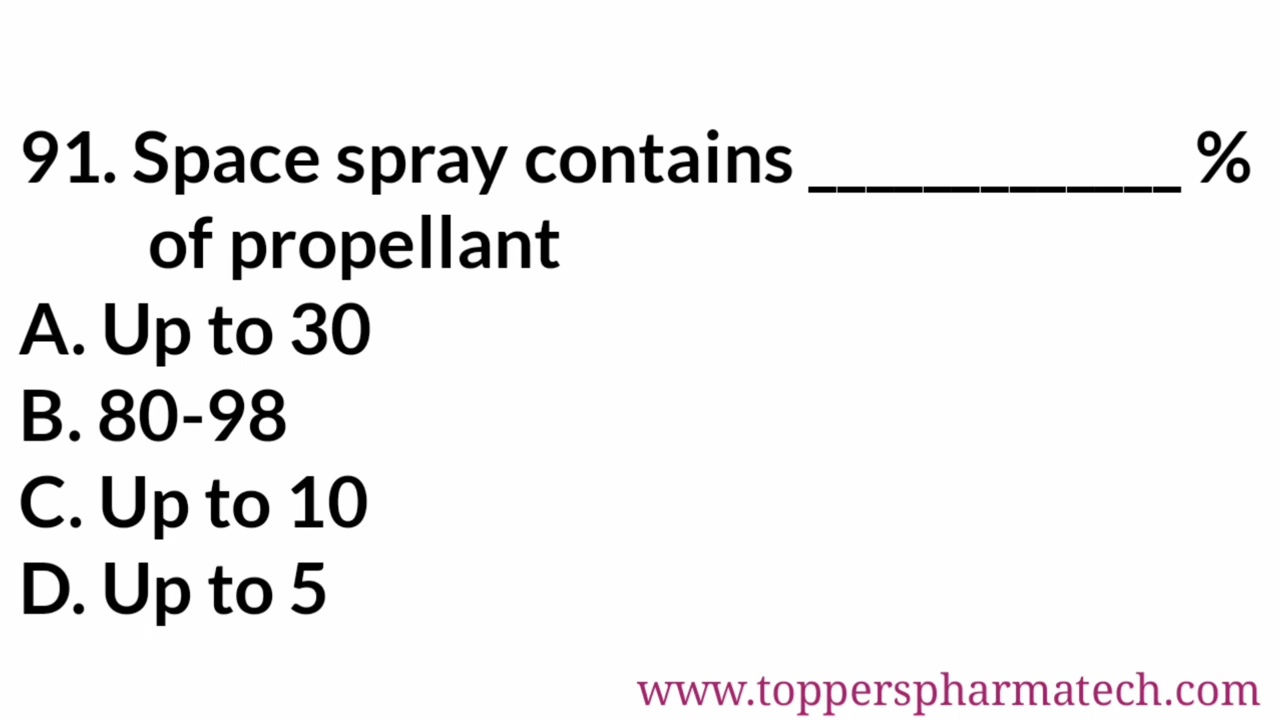 91. Space spray contains _____________ %
of propellant
A. Up to 30
B. 80-98
C. Up to 10
D. Up to 5
www.topperspharmatech.com